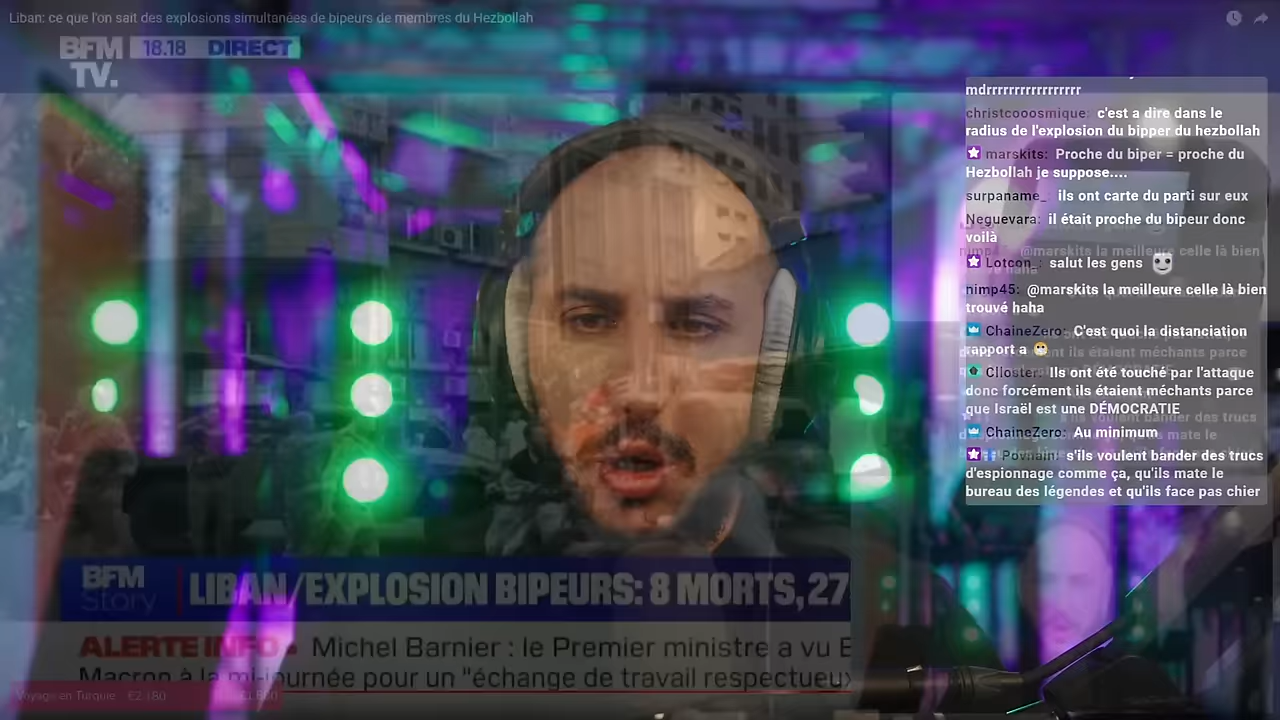 Liban: ce que l'on sait des explosions simultanées de bipeurs de membres du Hezbollah
BFM
TV.
18.18 DIRECT
mdrrrrrrrrrrrrrrrrr
christcooosmique: c'est a dire dans le
radius de l'explosion du bipper du hezbollah
marskits: Proche du biper = proche du
Hezbollah je suppose....
surpaname_: ils ont carte du parti sur eux
Neguevara: il était proche du bipeur donc
voilà
Lotcon_: salut les gens
nimp45: @marskits la meilleure celle là bien
trouvé haha
ChaineZero: C'est quoi la distanciation
rapport a
Clloster: Ils ont été touché par l'attaque
donc forcément ils étaient méchants parce
que Israël est une DÉMOCRATIE
ChaineZero: Au minimum
s'ils voulent bander des trucs
d'espionnage comme ça, qu'ils mate le
bureau des légendes et qu'ils face pas chier
BFM
Story
LIBAN/EXPLOSION BIPEURS: 8 MORTS, 27
ALERTE INFO • Michel Barnier : le Premier ministre a vu E
Macron à la mi-journée pour un "échange de travail respectueux
Voyage en Turquie